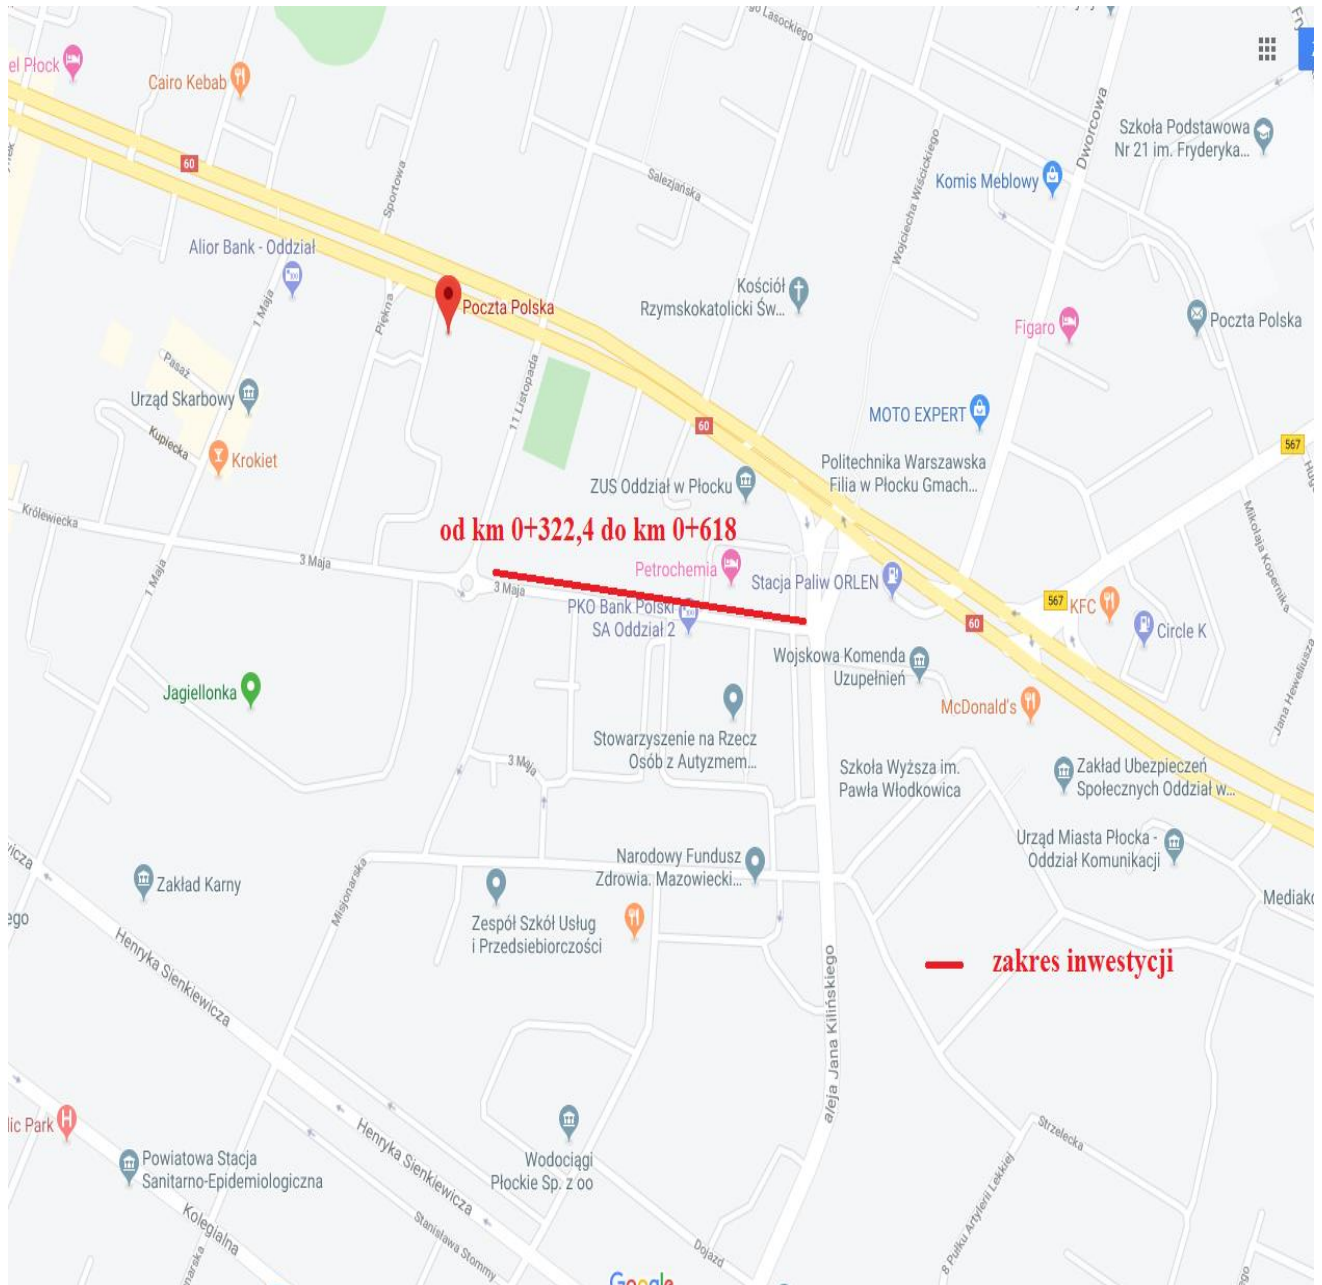 go Lasockiego
el Płock
Cairo Kebab
60
Sportowa
Salezjańska
Wojciecha Wiścickiego
Dworcowa
Komis Meblowy
Szkoła Podstawowa
Nr 21 im. Fryderyka...
Alior Bank - Oddział
1 Maja
Piękna
Poczta Polska
Kościół
Rzymskokatolicki Św...
Figaro
Poczta Polska
Pasaż
Urząd Skarbowy
Kupiecka
Krokiet
11 Listopada
60
MOTO EXPERT
567
Politechnika Warszawska
Filia w Płocku Gmach...
ZUS Oddział w Płocku
Mikołaja Kopernika
Królewiecka
od km 0+322,4 do km 0+618
3 Maja
1 Maja
3 Maja
Petrochemia
Stacja Paliw ORLEN
PKO Bank Polski
SA Oddział 2
567
KFC
60
Circle K
Wojskowa Komenda
Uzupełnień
Jana Heweliusza
Jagiellonka
McDonald's
Stowarzyszenie na Rzecz
Osób z Autyzmem...
3 Maja
Szkoła Wyższa im.
Pawła Włodkowica
Zakład Ubezpieczeń
Społecznych Oddział w...
Urząd Miasta Płocka -
Oddział Komunikacji
wicza
Zakład Karny
Misjonarska
Narodowy Fundusz
Zdrowia. Mazowiecki...
Mediako
ego
Zespół Szkół Usług
i Przedsiębiorczości
Henryka Sienkiewicza
zakres inwestycji
aleja Jana Kilińskiego
lic Park
Powiatowa Stacja
Sanitarno-Epidemiologiczna
Henryka Sienkiewicza
Wodociągi
Płockie Sp. z oo
Strzelecka
8 Pułku Artylerii Lekkiej
Kolegialna
Stanisława Stommy
Dojazd
narska
Google